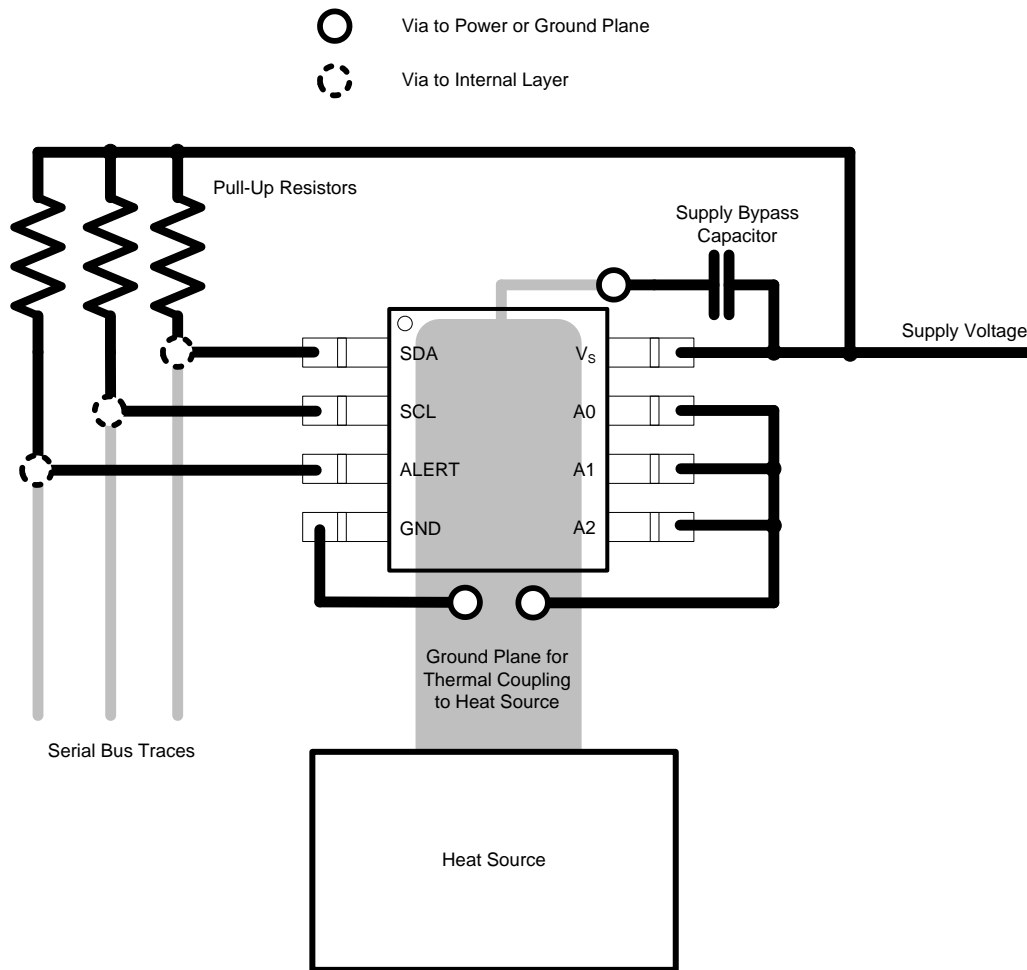 Via to Power or Ground Plane
Via to Internal Layer
Pull-Up Resistors
Supply Bypass
Capacitor
Supply Voltage
SDA
SCL
ALERT
GND
VS
A0
A1
A2
Ground Plane for
Thermal Coupling
to Heat Source
Serial Bus Traces
Heat Source